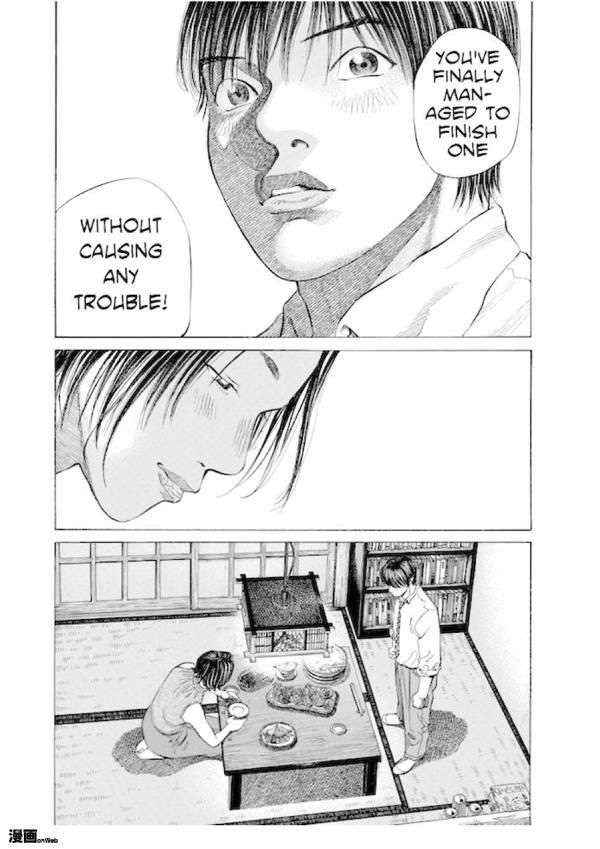 YOU'VE
FINALLY
MAN-
AGED TO
FINISH
ONE
WITHOUT
CAUSING
ANY
TROUBLE!
漫画onWeb